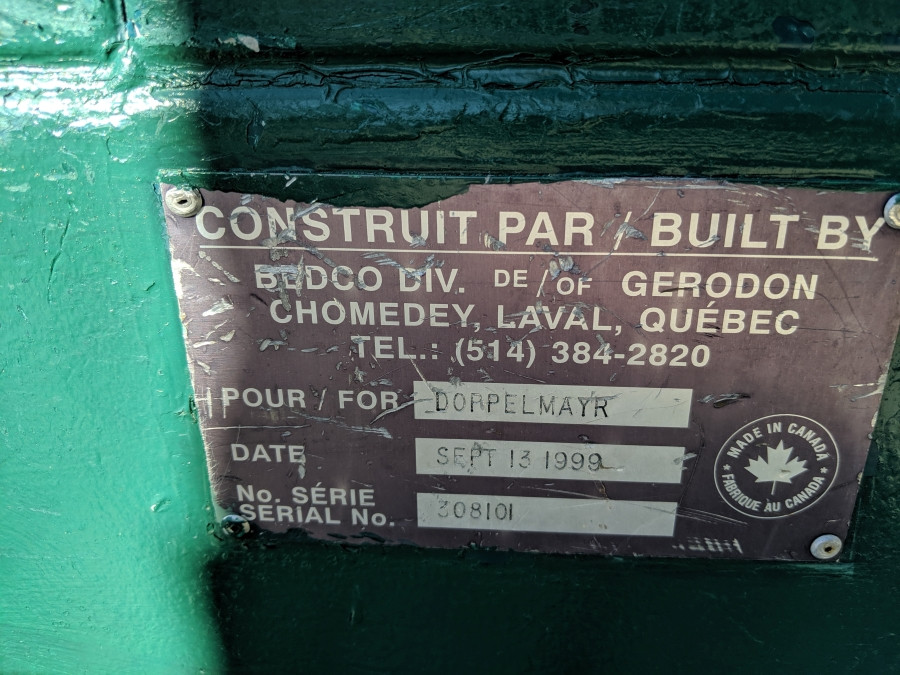 CONSTRUIT PAR / BUILT BY
BEDCO DIV. DE / OF GERODON
CHOMEDEY, LAVAL, QUÉBEC
TEL.: (514) 384-2820
POUR / FOR DOPPELMAYR
DATE SEPT 13 1999
No. SÉRIE
SERIAL No. 308101
MADE IN CANADA
FABRIQUÉ AU CANADA